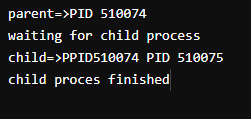 parent=>PID 510074
waiting for child process
child=>PPID510074 PID 510075
child proces finished